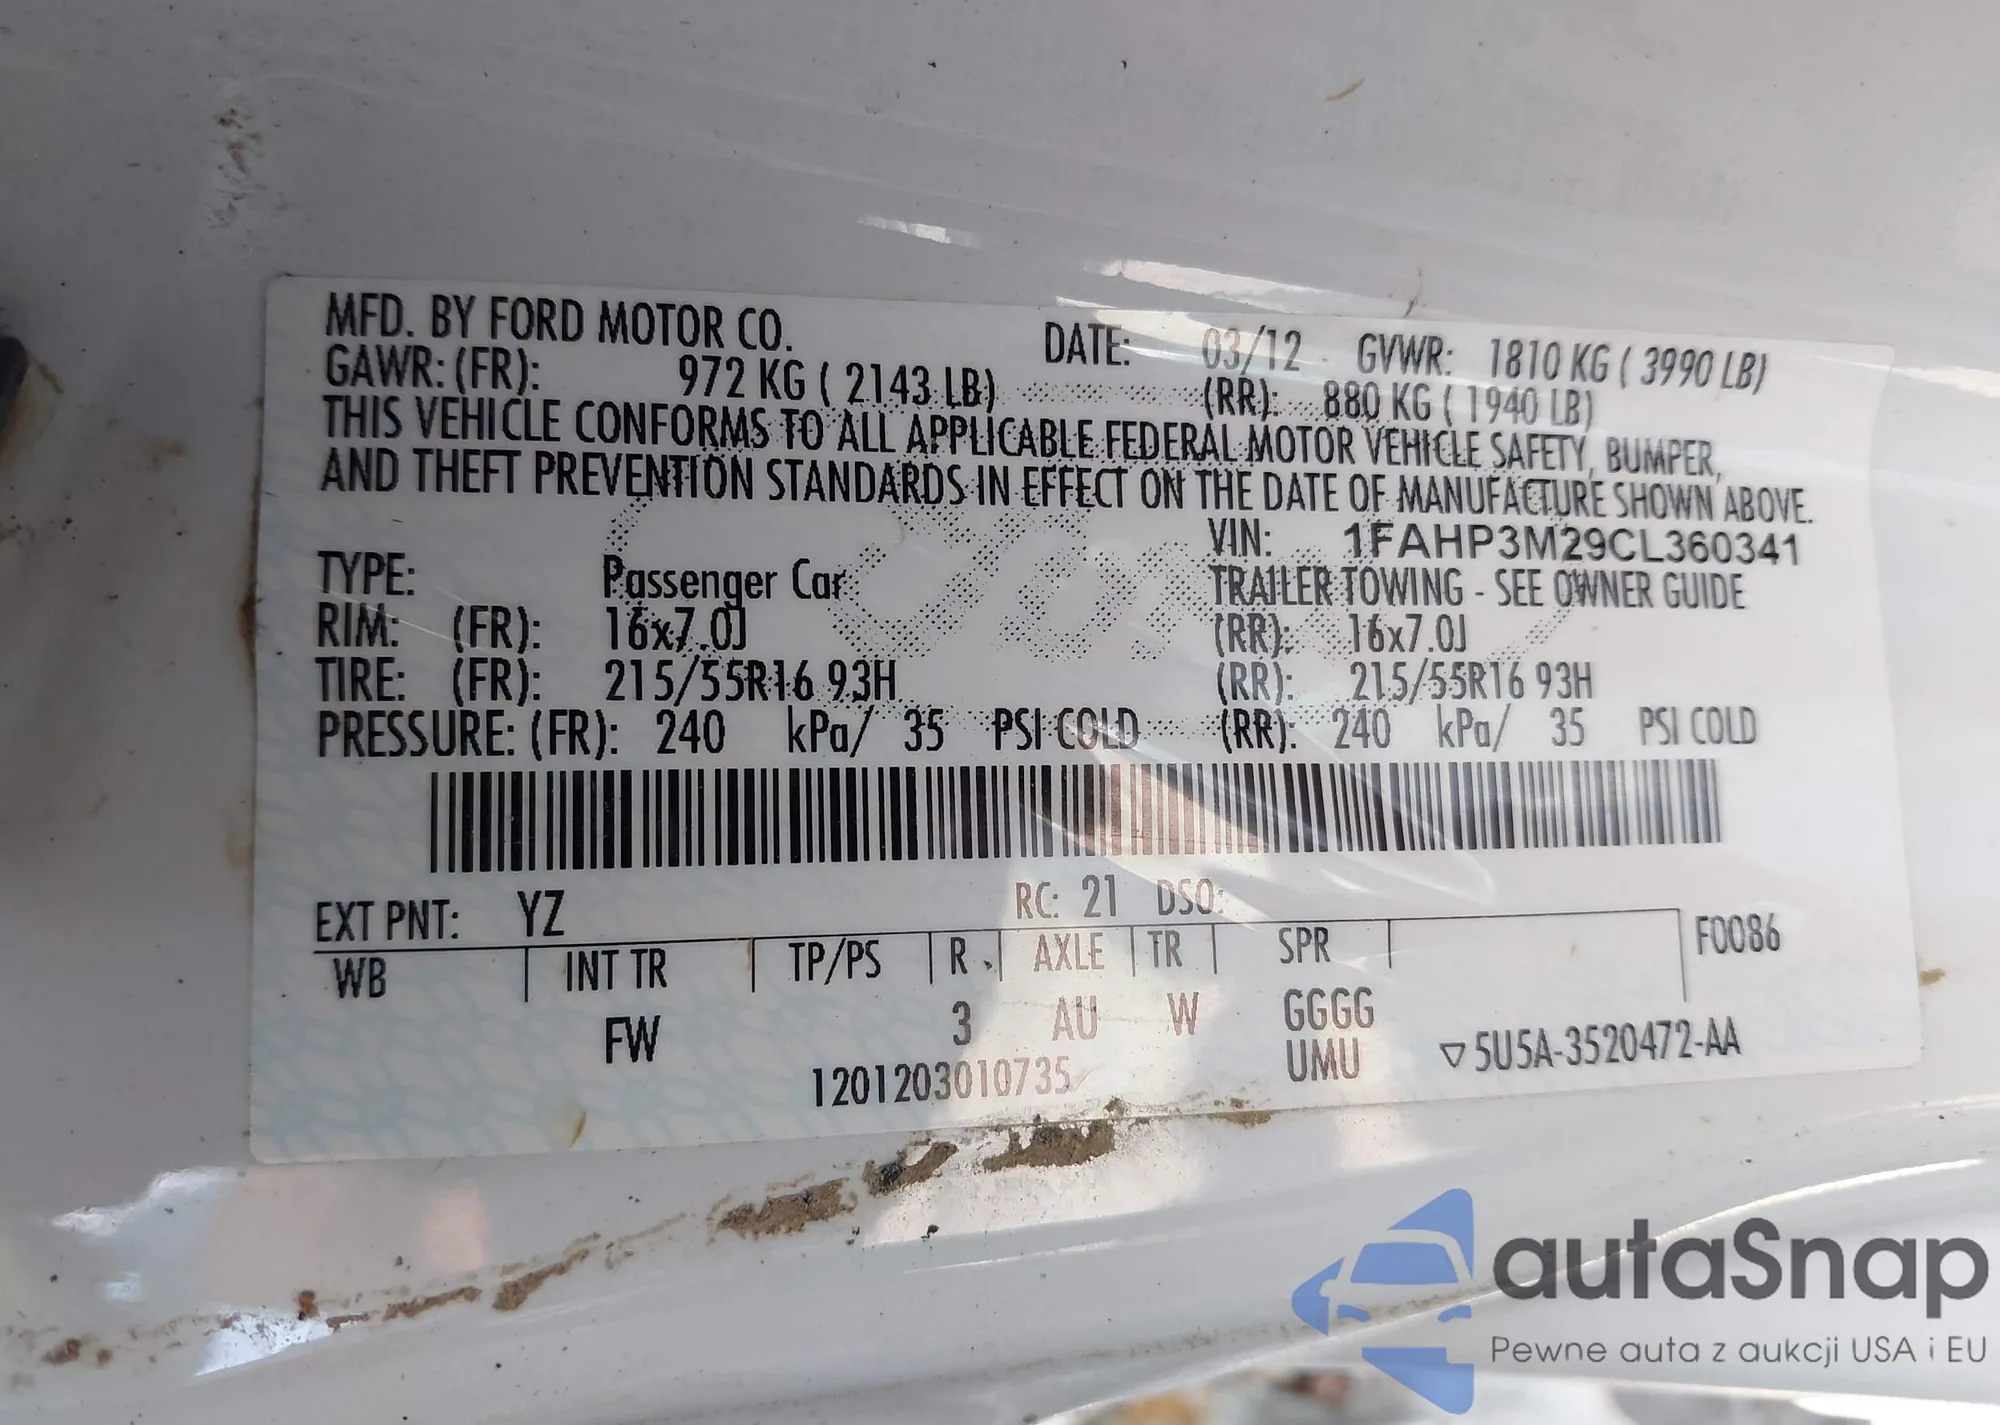 MFD. BY FORD MOTOR CO. DATE: 03/12 GVWR: 1810 KG ( 3990 LB)
GAWR: (FR): 972 KG ( 2143 LB) (RR): 880 KG ( 1940 LB)
THIS VEHICLE CONFORMS TO ALL APPLICABLE FEDERAL MOTOR VEHICLE SAFETY, BUMPER,
AND THEFT PREVENTION STANDARDS IN EFFECT ON THE DATE OF MANUFACTURE SHOWN ABOVE.
VIN: 1FAHP3M29CL360341
TYPE: Passenger Car TRAILER TOWING - SEE OWNER GUIDE
RIM: (FR): 16x7.0J (RR): 16x7.0J
TIRE: (FR): 215/55R16 93H (RR): 215/55R16 93H
PRESSURE: (FR): 240 kPa/ 35 PSI COLD (RR): 240 kPa/ 35 PSI COLD
EXT PNT: YZ RC: 21 DSO:
WB INT TR TP/PS R AXLE TR SPR F0086
FW 3 AU W GGGG
UMU ▽5U5A-3520472-AA
1201203010735
autaSnap
Pewne auta z aukcji USA i EU